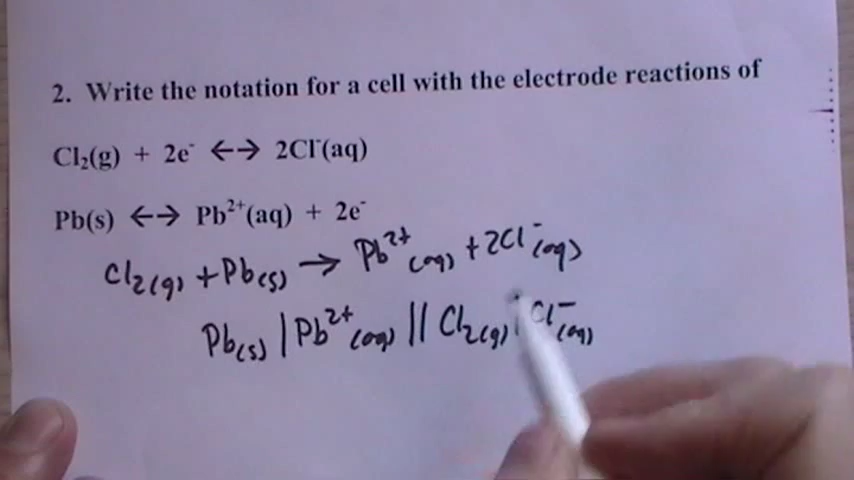 2. Write the notation for a cell with the electrode reactions of
Cl₂(g) + 2e⁻ ↔ 2Cl⁻(aq)
Pb(s) ↔ Pb²⁺(aq) + 2e⁻
Cl₂(g) + Pb(s) → Pb²⁺(aq) + 2Cl⁻(aq)
Pb(s) | Pb²⁺(aq) || Cl₂(g) | Cl⁻(aq)